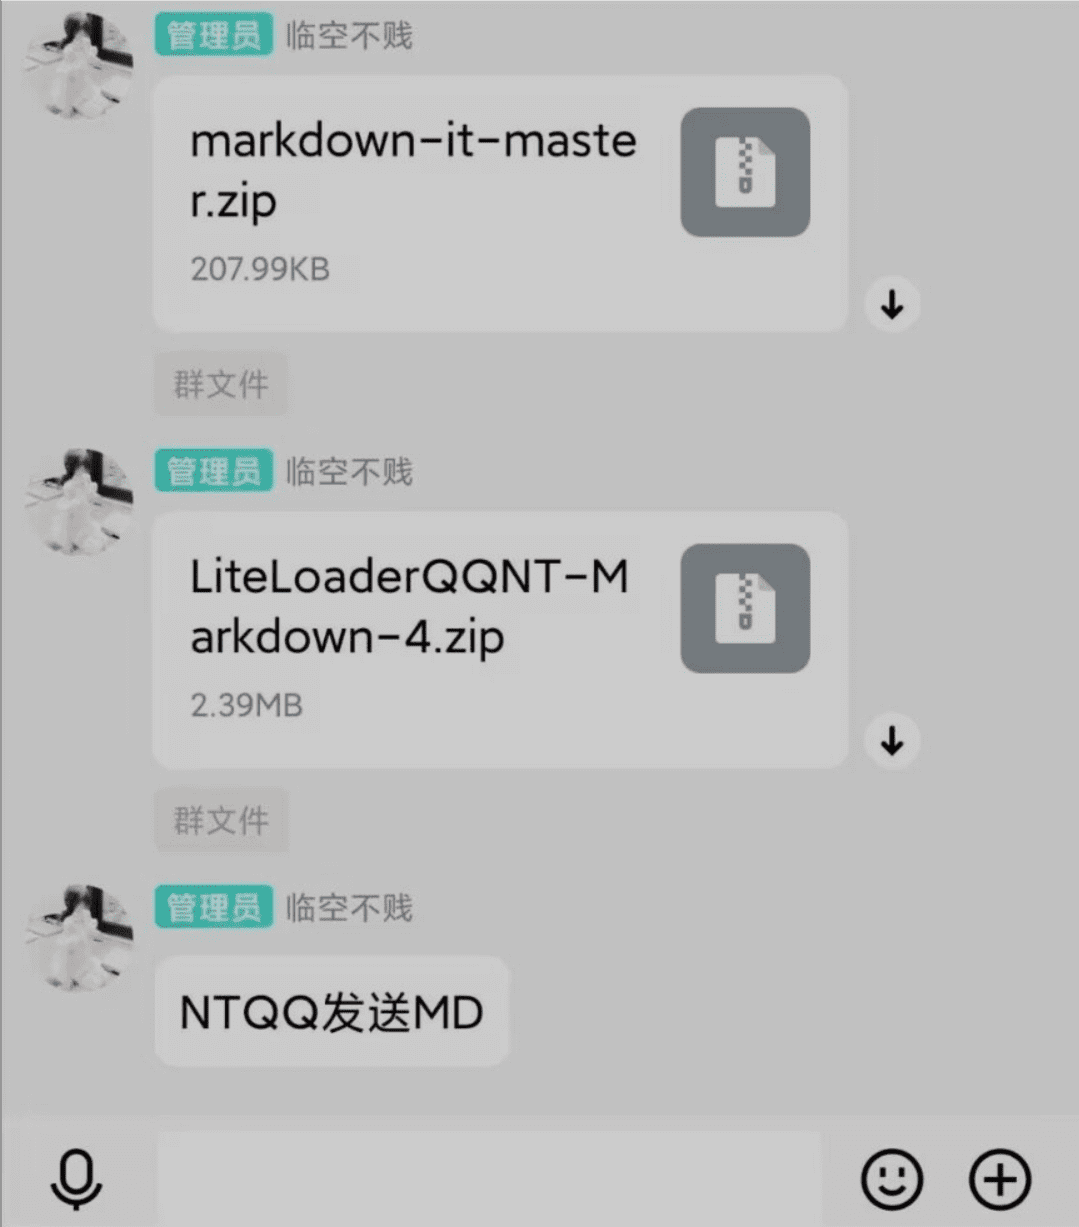 管理员 临空不贱
markdown-it-maste
r.zip
207.99KB
群文件
管理员 临空不贱
LiteLoaderQQNT-M
arkdown-4.zip
2.39MB
群文件
管理员 临空不贱
NTQQ发送MD